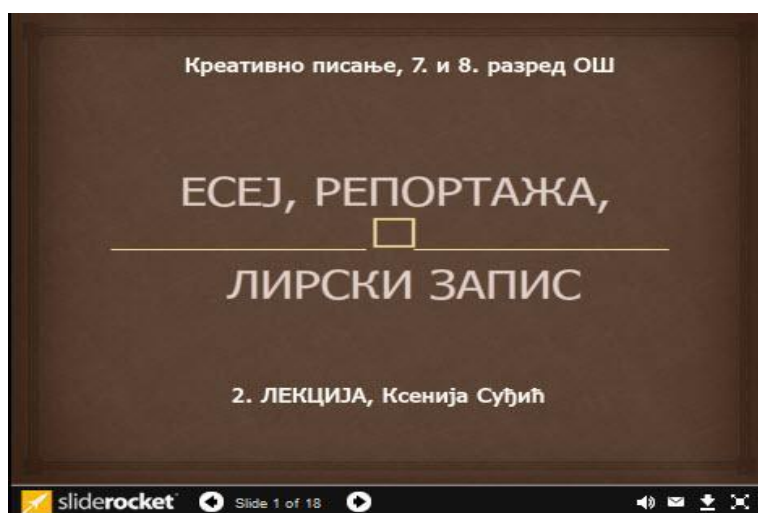 Креативно писање, 7. и 8. разред ОШ
ЕСЕЈ, РЕПОРТАЖА,
ЛИРСКИ ЗАПИС
2. ЛЕКЦИЈА, Ксенија Суђић
sliderocket Slide 1 of 18